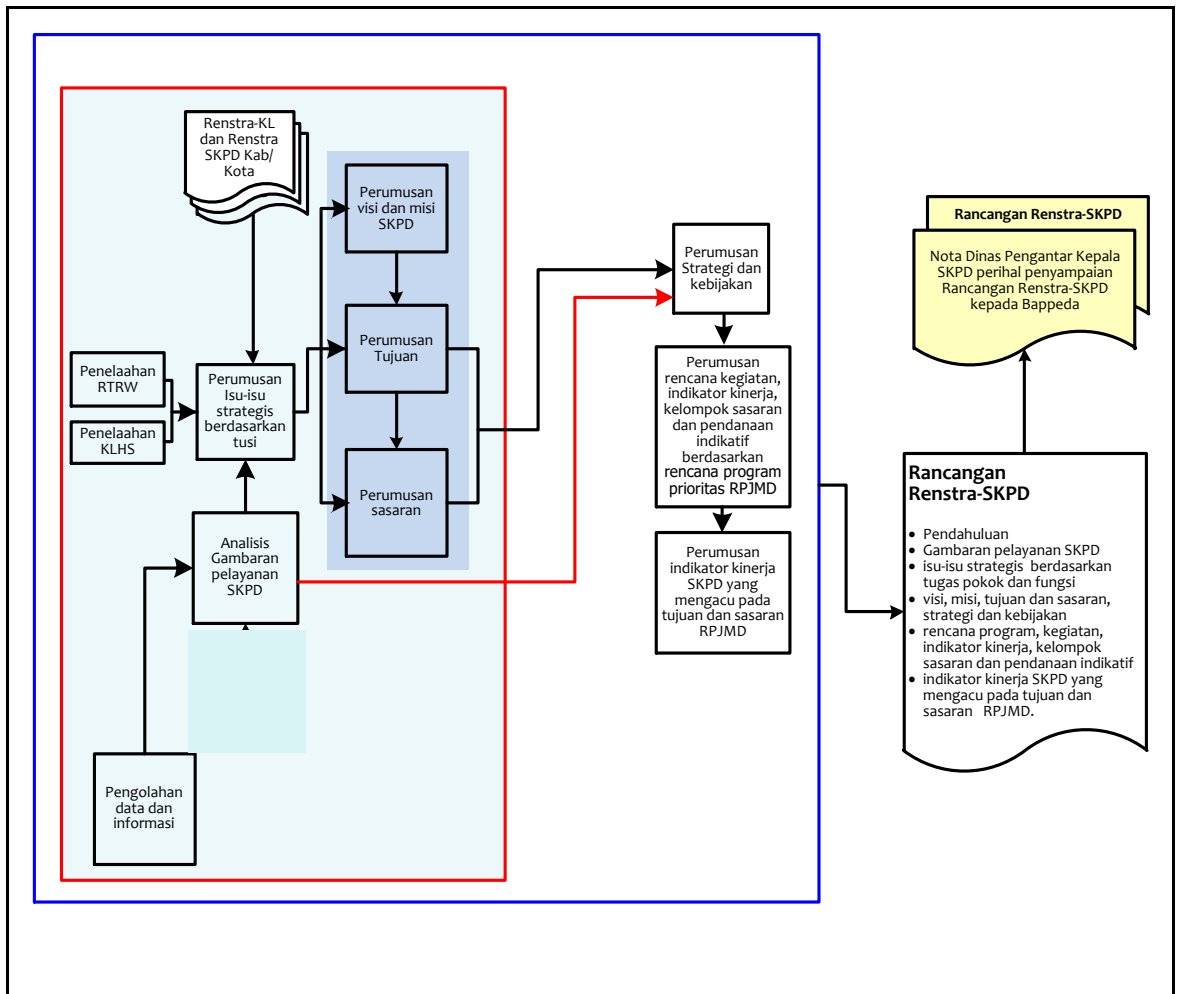 Renstra-KL
dan Renstra
SKPD Kab/
Kota
Perumusan
visi dan misi
SKPD
Perumusan
Tujuan
Perumusan
sasaran
Penelaahan
RTRW
Penelaahan
KLHS
Perumusan
Isu-isu
strategis
berdasarkan
tusi
Analisis
Gambaran
pelayanan
SKPD
Pengolahan
data dan
informasi
Perumusan
Strategi dan
kebijakan
Perumusan
rencana kegiatan,
indikator kinerja,
kelompok sasaran
dan pendanaan
indikatif
berdasarkan
rencana program
prioritas RPJMD
Perumusan
indikator kinerja
SKPD yang
mengacu pada
tujuan dan sasaran
RPJMD
Rancangan Renstra-SKPD
Nota Dinas Pengantar Kepala
SKPD perihal penyampaian
Rancangan Renstra-SKPD
kepada Bappeda
Rancangan
Renstra-SKPD
• Pendahuluan
• Gambaran pelayanan SKPD
• isu-isu strategis berdasarkan
tugas pokok dan fungsi
• visi, misi, tujuan dan sasaran,
strategi dan kebijakan
• rencana program, kegiatan,
indikator kinerja, kelompok
sasaran dan pendanaan indikatif
• indikator kinerja SKPD yang
mengacu pada tujuan dan
sasaran RPJMD.